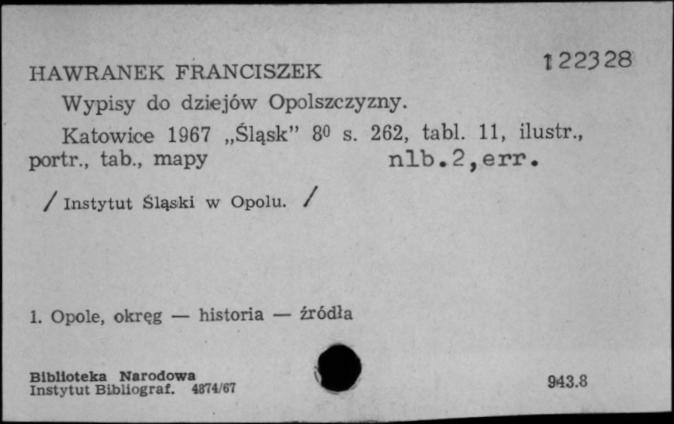 122328
HAWRANEK FRANCISZEK
Wypisy do dziejów Opolszczyzny.
Katowice 1967 „Śląsk” 8⁰ s. 262, tabl. 11, ilustr.,
portr., tab., mapy nlb.2,err.
/ Instytut Śląski w Opolu. /
1. Opole, okręg — historia — źródła
Biblioteka Narodowa
Instytut Bibliograf. 4874/67
943.8